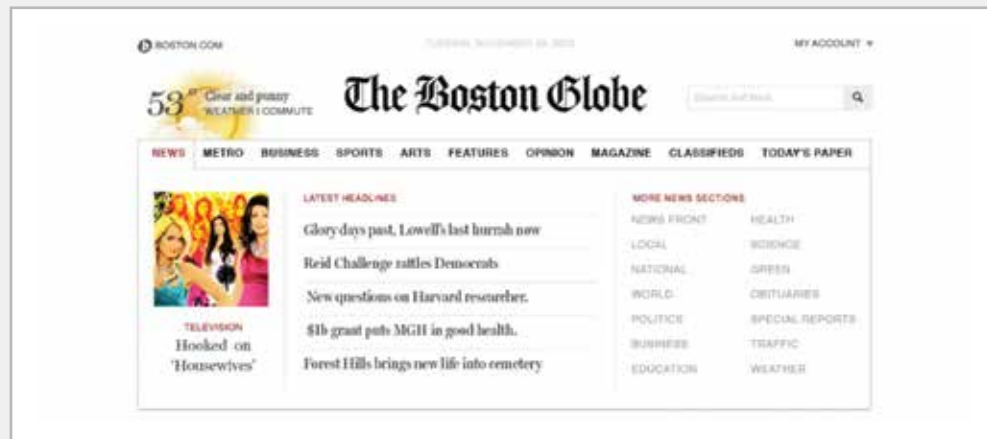 BOSTON.COM
MY ACCOUNT
53° Clear and punny
WEATHER | COMMUTE
The Boston Globe
NEWS METRO BUSINESS SPORTS ARTS FEATURES OPINION MAGAZINE CLASSIFIEDS TODAY'S PAPER
TELEVISION
Hooked on
'Housewives'
LATEST HEADLINES
Glory days past, Lowell's last hurrah now
Reid Challenge rattles Democrats
New questions on Harvard researcher.
$1b grant puts MGH in good health.
Forest Hills brings new life into cemetery
MORE NEWS SECTIONS
NEWS FRONT
LOCAL
NATIONAL
WORLD
POLITICS
BUSINESS
EDUCATION
HEALTH
SCIENCE
GREEN
OBITUARIES
SPECIAL REPORTS
TRAFFIC
WEATHER